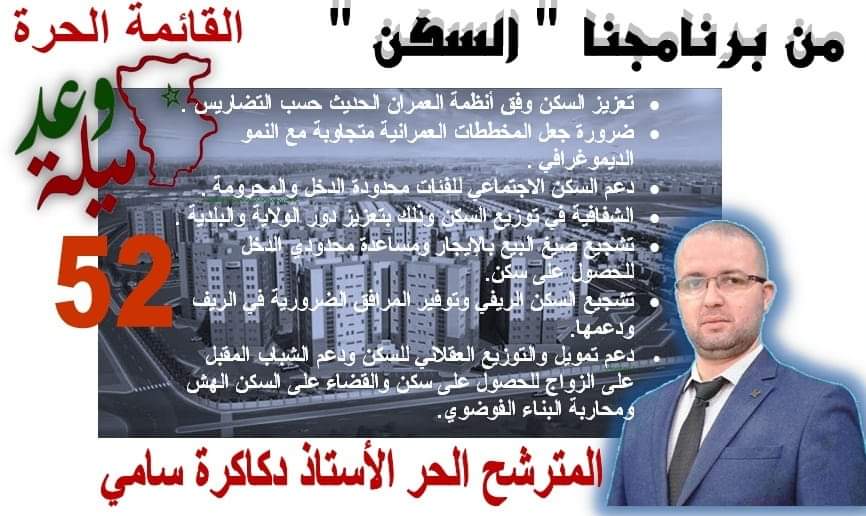 القائمة الحرة
من برنامجنا " السكن "
وعد
ميلة
52
تعزيز السكن وفق أنظمة العمران الحديث حسب التضاريس .
ضرورة جعل المخططات العمرانية متجاوبة مع النمو
الديموغرافي .
دعم السكن الاجتماعي للفئات محدودة الدخل والمحرومة .
الشفافية في توزيع السكن وذلك بتعزيز دور الولاية والبلدية .
تشجيع صيغ البيع بالإيجار ومساعدة محدودي الدخل
للحصول على سكن.
تشجيع السكن الريفي وتوفير المرافق الضرورية في الريف
ودعمها.
دعم تمويل والتوزيع العقلاني للسكن ودعم الشباب المقبل
على الزواج للحصول على سكن والقضاء على السكن الهش
ومحاربة البناء الفوضوي.
المترشح الحر الأستاذ دكاكرة سامي